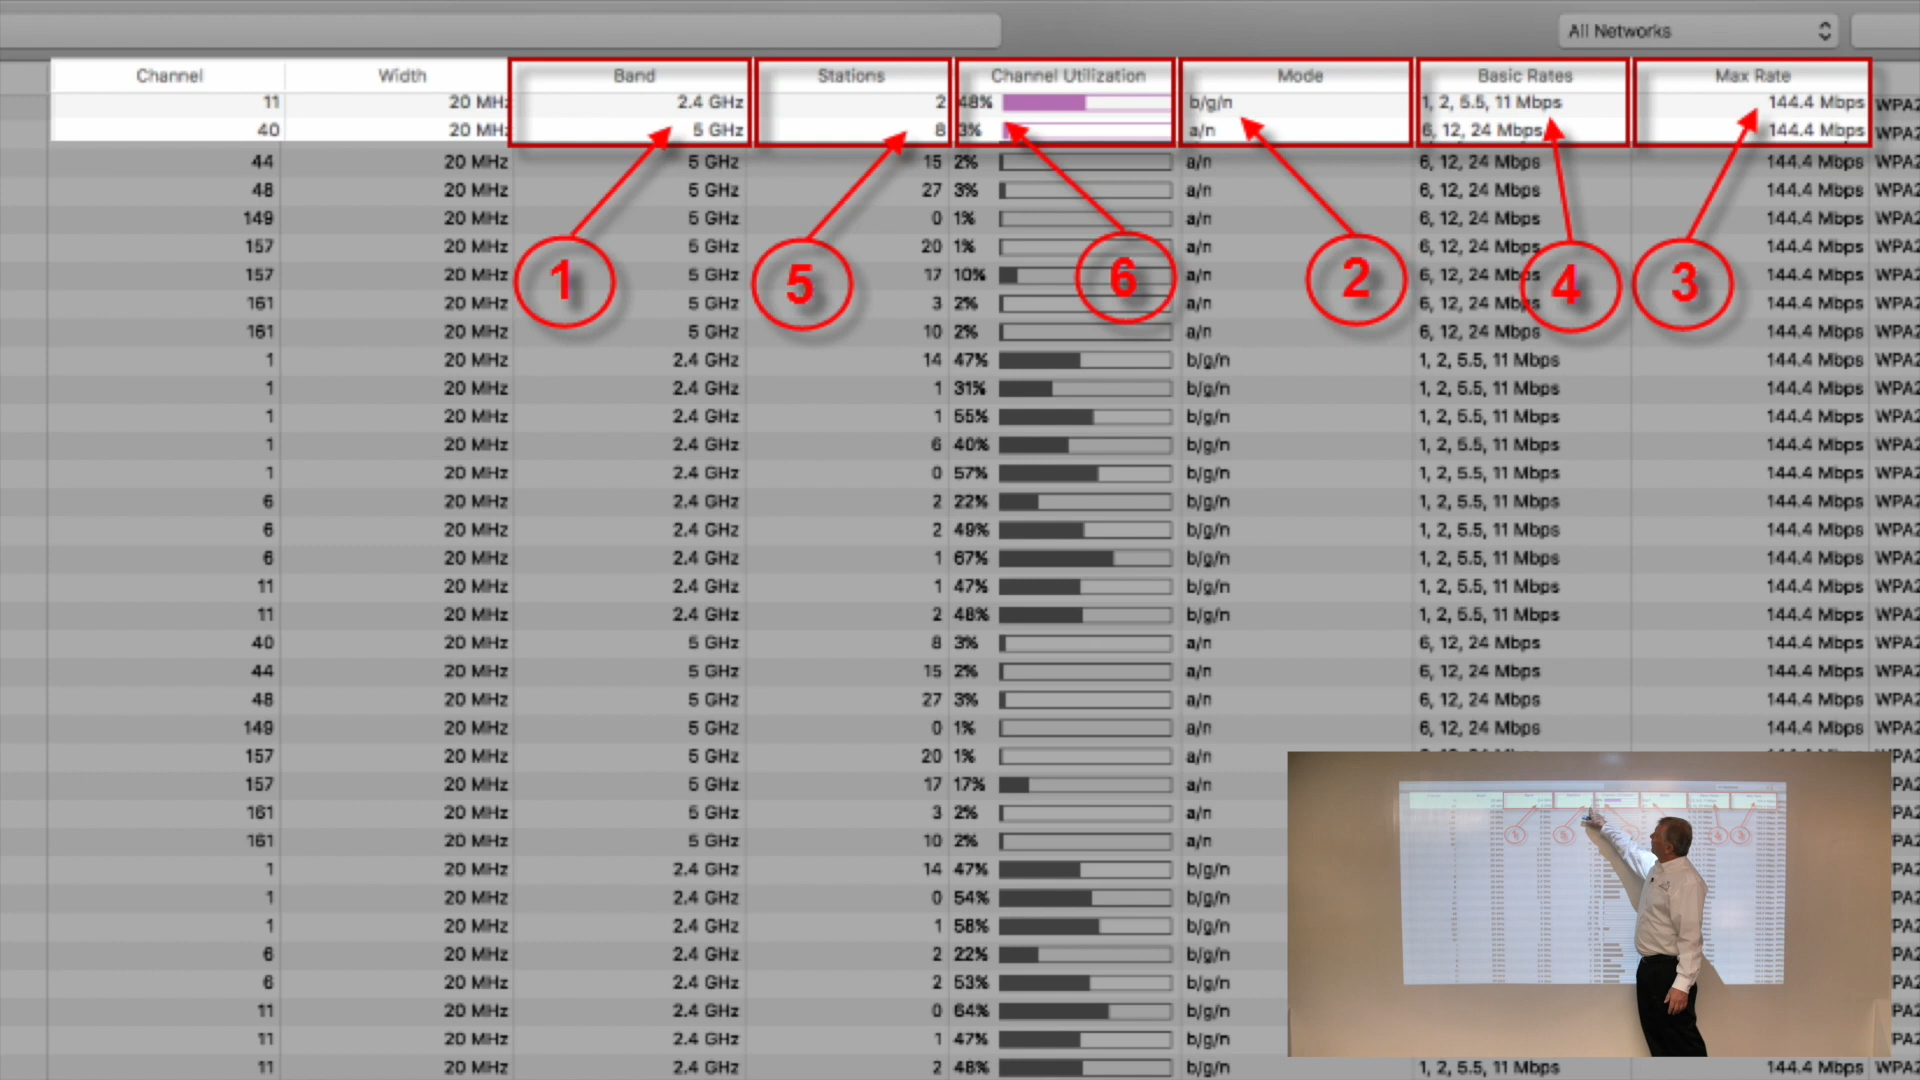 All Networks
Channel Width Band Stations Channel Utilization Mode Basic Rates Max Rate
11 20 MHz 2.4 GHz 2 48% b/g/n 1, 2, 5.5, 11 Mbps 144.4 Mbps WPA2
40 20 MHz 5 GHz 8 3% a/n 6, 12, 24 Mbps 144.4 Mbps WPA2
44 20 MHz 5 GHz 15 2% a/n 6, 12, 24 Mbps 144.4 Mbps WPA2
48 20 MHz 5 GHz 27 3% a/n 6, 12, 24 Mbps 144.4 Mbps WPA2
149 20 MHz 5 GHz 0 1% a/n 6, 12, 24 Mbps 144.4 Mbps WPA2
157 20 MHz 5 GHz 20 1% a/n 6, 12, 24 Mbps 144.4 Mbps WPA2
157 20 MHz 5 GHz 17 10% a/n 6, 12, 24 Mbps 144.4 Mbps WPA2
1 5 6 2 4 3
161 20 MHz 5 GHz 3 2% a/n 6, 12, 24 Mbps 144.4 Mbps WPA2
161 20 MHz 5 GHz 10 2% a/n 6, 12, 24 Mbps 144.4 Mbps WPA2
1 20 MHz 2.4 GHz 14 47% b/g/n 1, 2, 5.5, 11 Mbps 144.4 Mbps WPA2
1 20 MHz 2.4 GHz 1 31% b/g/n 1, 2, 5.5, 11 Mbps 144.4 Mbps WPA2
1 20 MHz 2.4 GHz 1 55% b/g/n 1, 2, 5.5, 11 Mbps 144.4 Mbps WPA2
1 20 MHz 2.4 GHz 6 40% b/g/n 1, 2, 5.5, 11 Mbps 144.4 Mbps WPA2
1 20 MHz 2.4 GHz 0 57% b/g/n 1, 2, 5.5, 11 Mbps 144.4 Mbps WPA2
6 20 MHz 2.4 GHz 2 22% b/g/n 1, 2, 5.5, 11 Mbps 144.4 Mbps WPA2
6 20 MHz 2.4 GHz 2 49% b/g/n 1, 2, 5.5, 11 Mbps 144.4 Mbps WPA2
6 20 MHz 2.4 GHz 1 67% b/g/n 1, 2, 5.5, 11 Mbps 144.4 Mbps WPA2
11 20 MHz 2.4 GHz 1 47% b/g/n 1, 2, 5.5, 11 Mbps 144.4 Mbps WPA2
11 20 MHz 2.4 GHz 2 48% b/g/n 1, 2, 5.5, 11 Mbps 144.4 Mbps WPA2
40 20 MHz 5 GHz 8 3% a/n 6, 12, 24 Mbps 144.4 Mbps WPA2
44 20 MHz 5 GHz 15 2% a/n 6, 12, 24 Mbps 144.4 Mbps WPA2
48 20 MHz 5 GHz 27 3% a/n 6, 12, 24 Mbps 144.4 Mbps WPA2
149 20 MHz 5 GHz 0 1% a/n 6, 12, 24 Mbps 144.4 Mbps WPA2
157 20 MHz 5 GHz 20 1% a/n PA2
157 20 MHz 5 GHz 17 17% a/n PA2
161 20 MHz 5 GHz 3 2% a/n PA2
161 20 MHz 5 GHz 10 2% a/n PA2
1 20 MHz 2.4 GHz 14 47% b/g/n PA2
1 20 MHz 2.4 GHz 0 54% b/g/n PA2
1 20 MHz 2.4 GHz 1 58% b/g/n PA2
6 20 MHz 2.4 GHz 2 22% b/g/n PA2
6 20 MHz 2.4 GHz 2 53% b/g/n PA2
11 20 MHz 2.4 GHz 0 64% b/g/n PA2
11 20 MHz 2.4 GHz 1 47% b/g/n PA2
11 20 MHz 2.4 GHz 2 48% b/g/n 1, 2, 5.5, 11 Mbps 144.4 Mbps WPA2